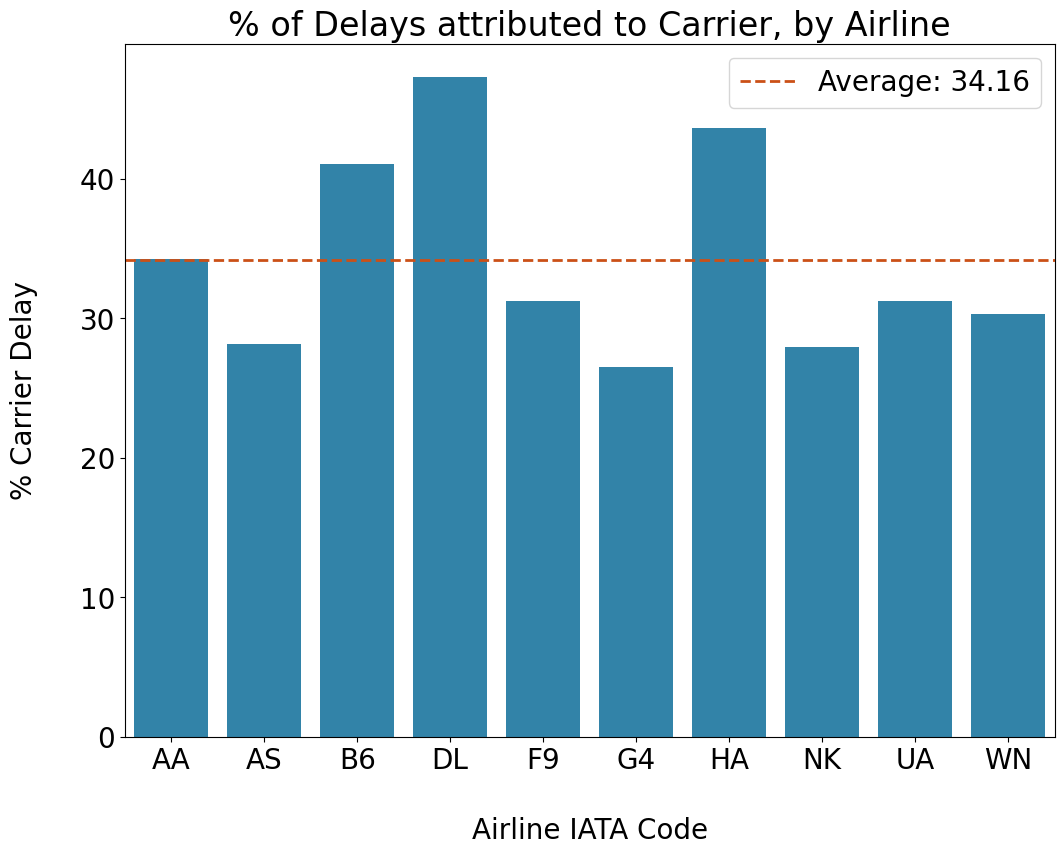 % of Delays attributed to Carrier, by Airline
Average: 34.16
% Carrier Delay
40
30
20
10
0
AA AS B6 DL F9 G4 HA NK UA WN
Airline IATA Code